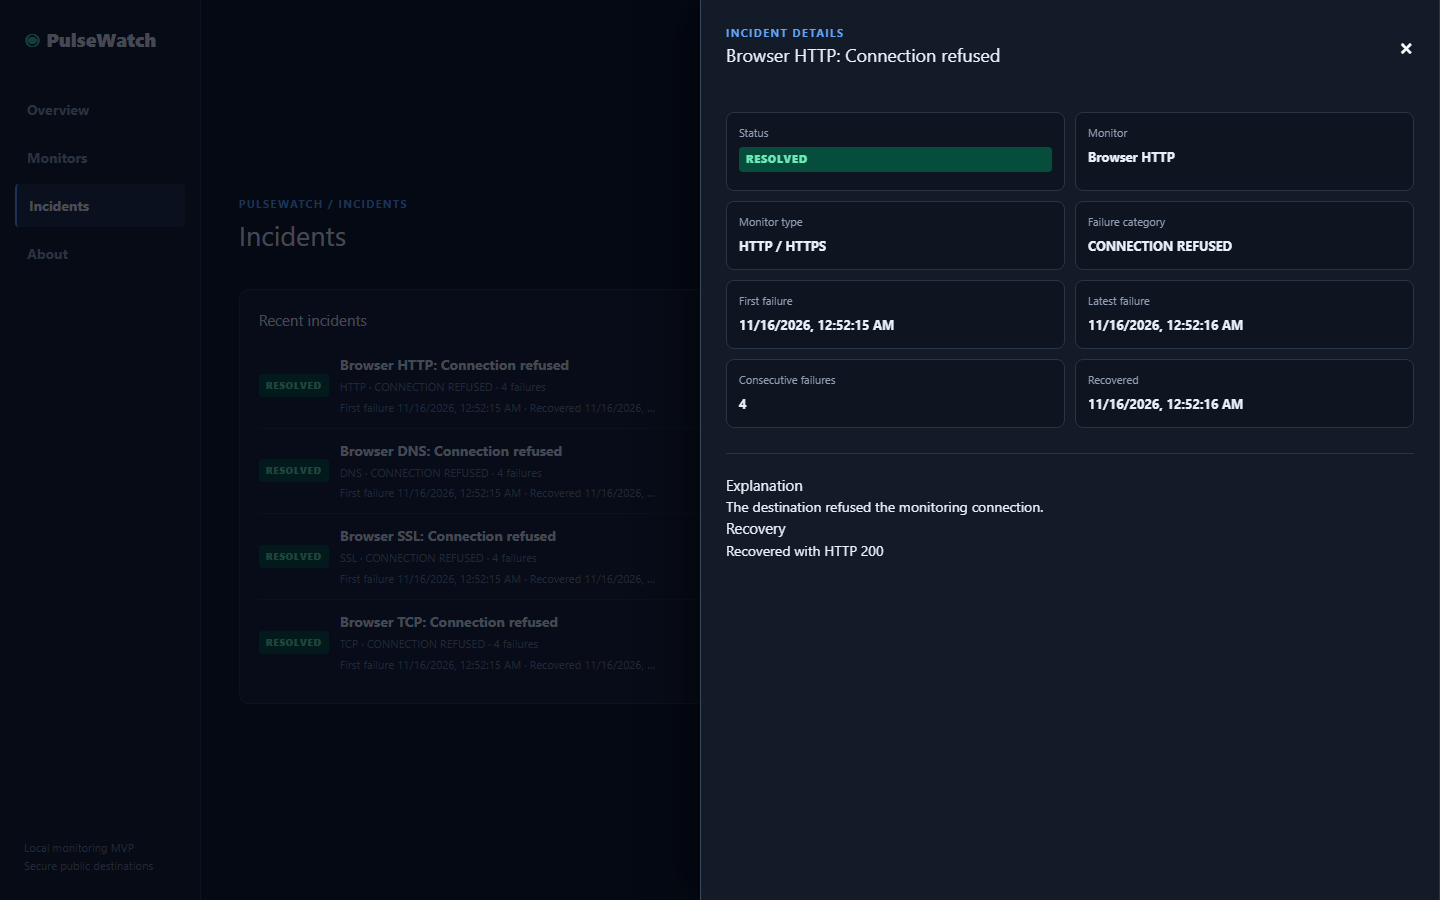 PulseWatch
Overview
Monitors
Incidents
About
Local monitoring MVP
Secure public destinations
PULSEWATCH / INCIDENTS
Incidents
Recent incidents
RESOLVED
Browser HTTP: Connection refused
HTTP · CONNECTION REFUSED · 4 failures
First failure 11/16/2026, 12:52:15 AM · Recovered 11/16/2026, ...
RESOLVED
Browser DNS: Connection refused
DNS · CONNECTION REFUSED · 4 failures
First failure 11/16/2026, 12:52:15 AM · Recovered 11/16/2026, ...
RESOLVED
Browser SSL: Connection refused
SSL · CONNECTION REFUSED · 4 failures
First failure 11/16/2026, 12:52:15 AM · Recovered 11/16/2026, ...
RESOLVED
Browser TCP: Connection refused
TCP · CONNECTION REFUSED · 4 failures
First failure 11/16/2026, 12:52:15 AM · Recovered 11/16/2026, ...
INCIDENT DETAILS
Browser HTTP: Connection refused
×
Status
RESOLVED
Monitor
Browser HTTP
Monitor type
HTTP / HTTPS
Failure category
CONNECTION REFUSED
First failure
11/16/2026, 12:52:15 AM
Latest failure
11/16/2026, 12:52:16 AM
Consecutive failures
4
Recovered
11/16/2026, 12:52:16 AM
Explanation
The destination refused the monitoring connection.
Recovery
Recovered with HTTP 200